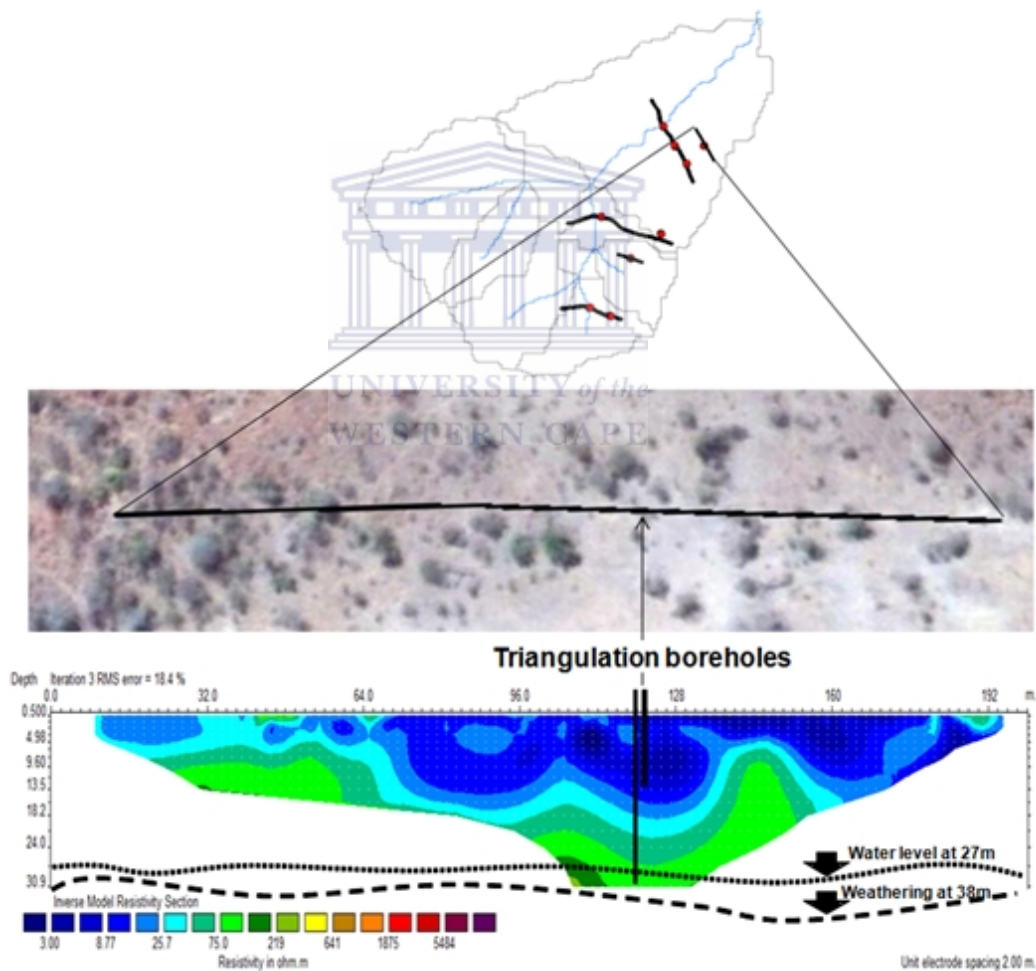 UNIVERSITY of the
WESTERN CAPE
Triangulation boreholes
Depth Iteration 3 RMS error = 18.4 %
0.0 32.0 64.0 96.0 128 160 192 m.
0.500
4.98
9.60
13.5
18.2
24.0
30.9
Water level at 27m
Weathering at 38m
Inverse Model Resistivity Section
3.00 8.77 25.7 75.0 219 641 1875 5484
Resistivity in ohm.m
Unit electrode spacing 2.00 m.